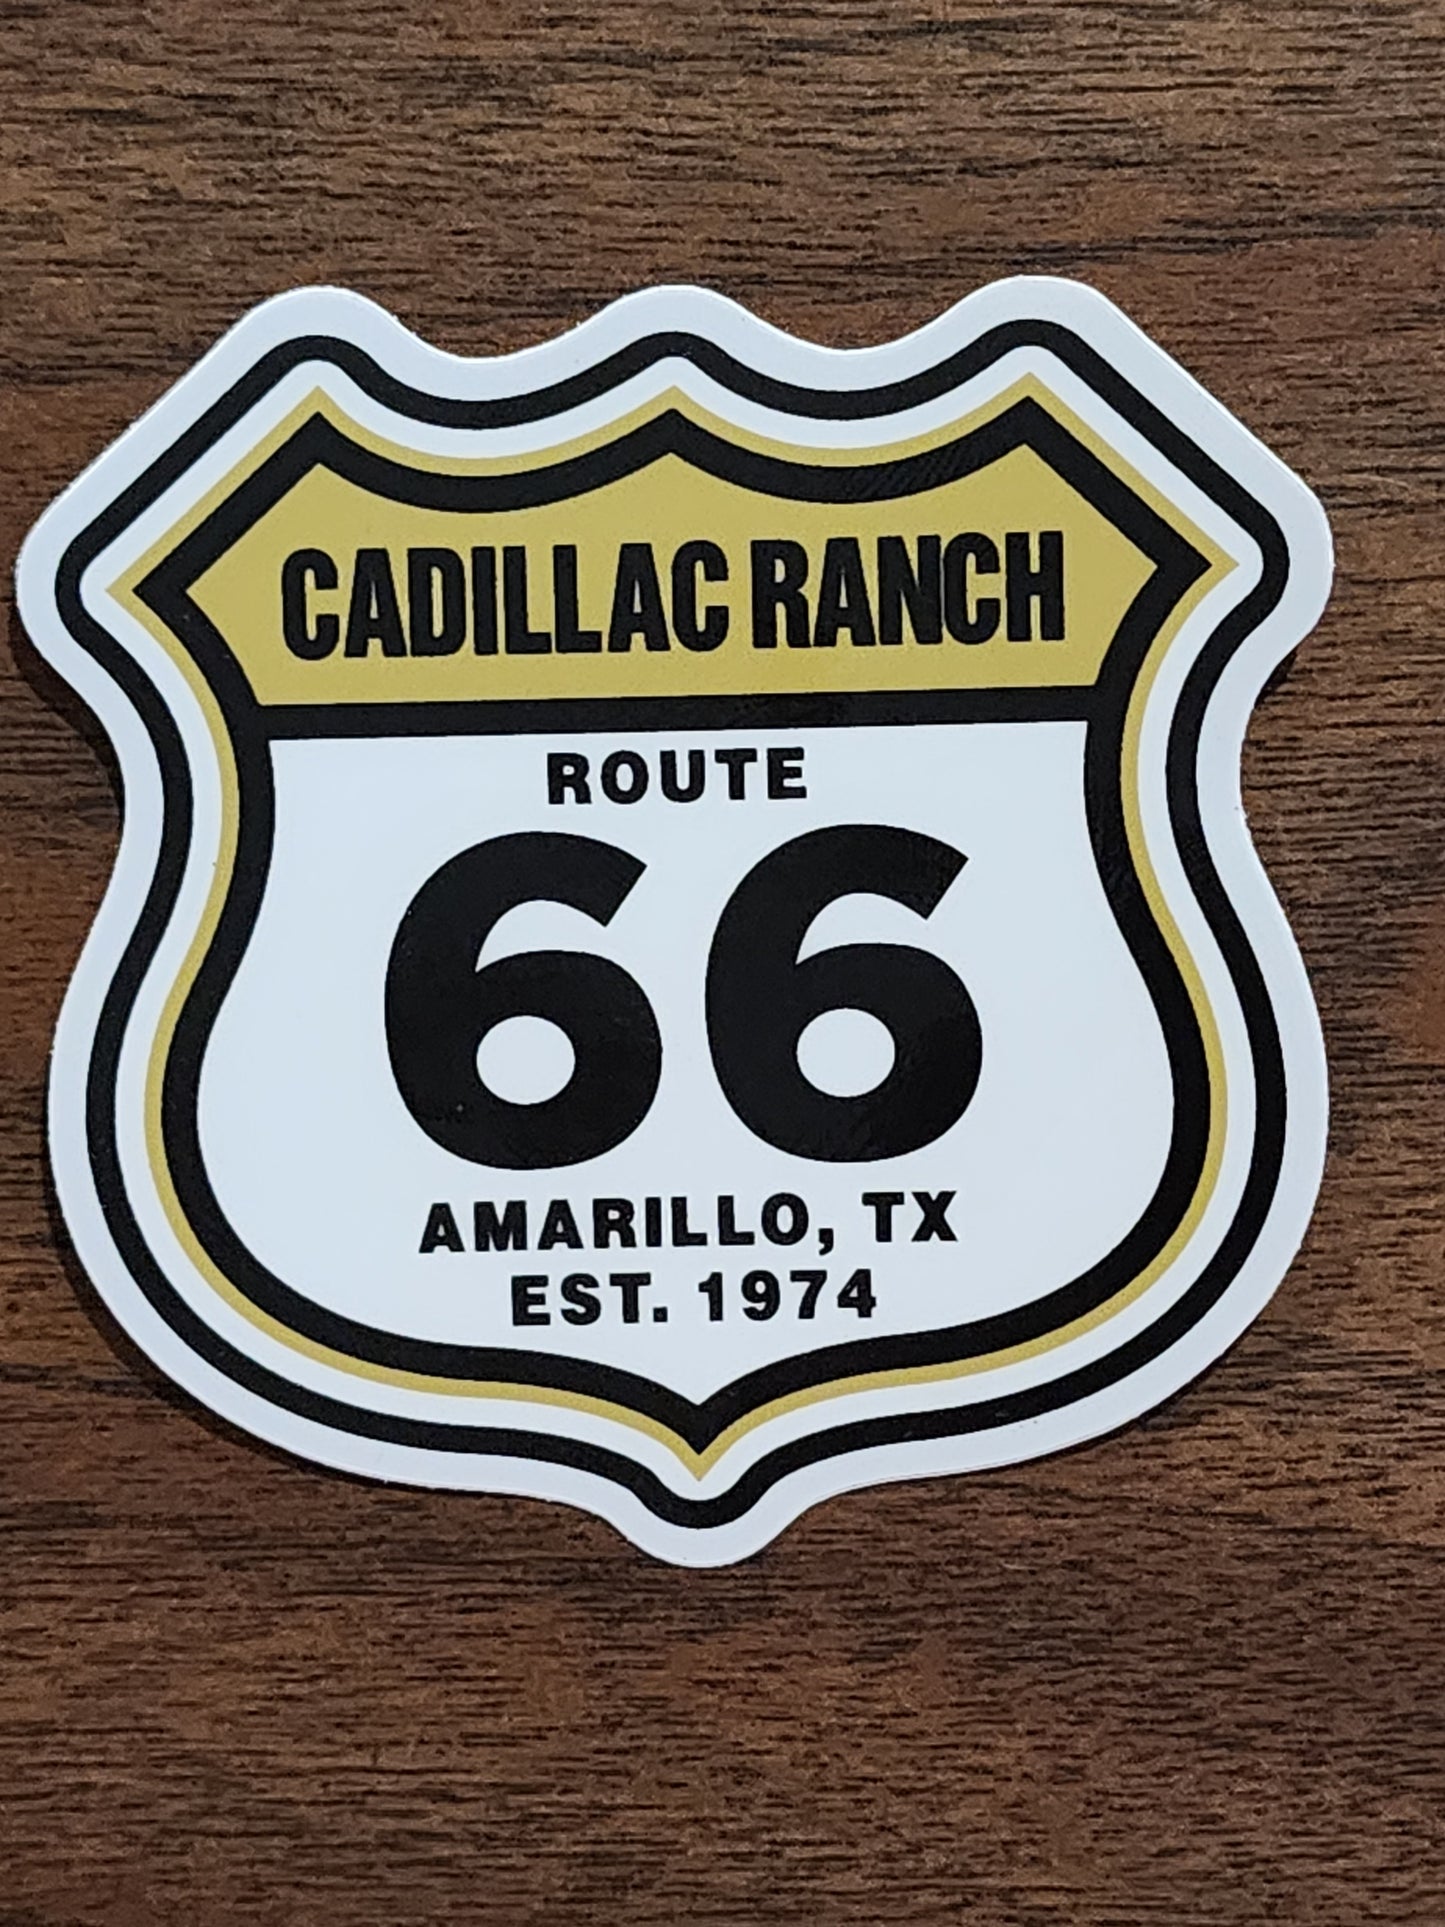 CADILLAC RANCH
ROUTE
66
AMARILLO, TX
EST. 1974